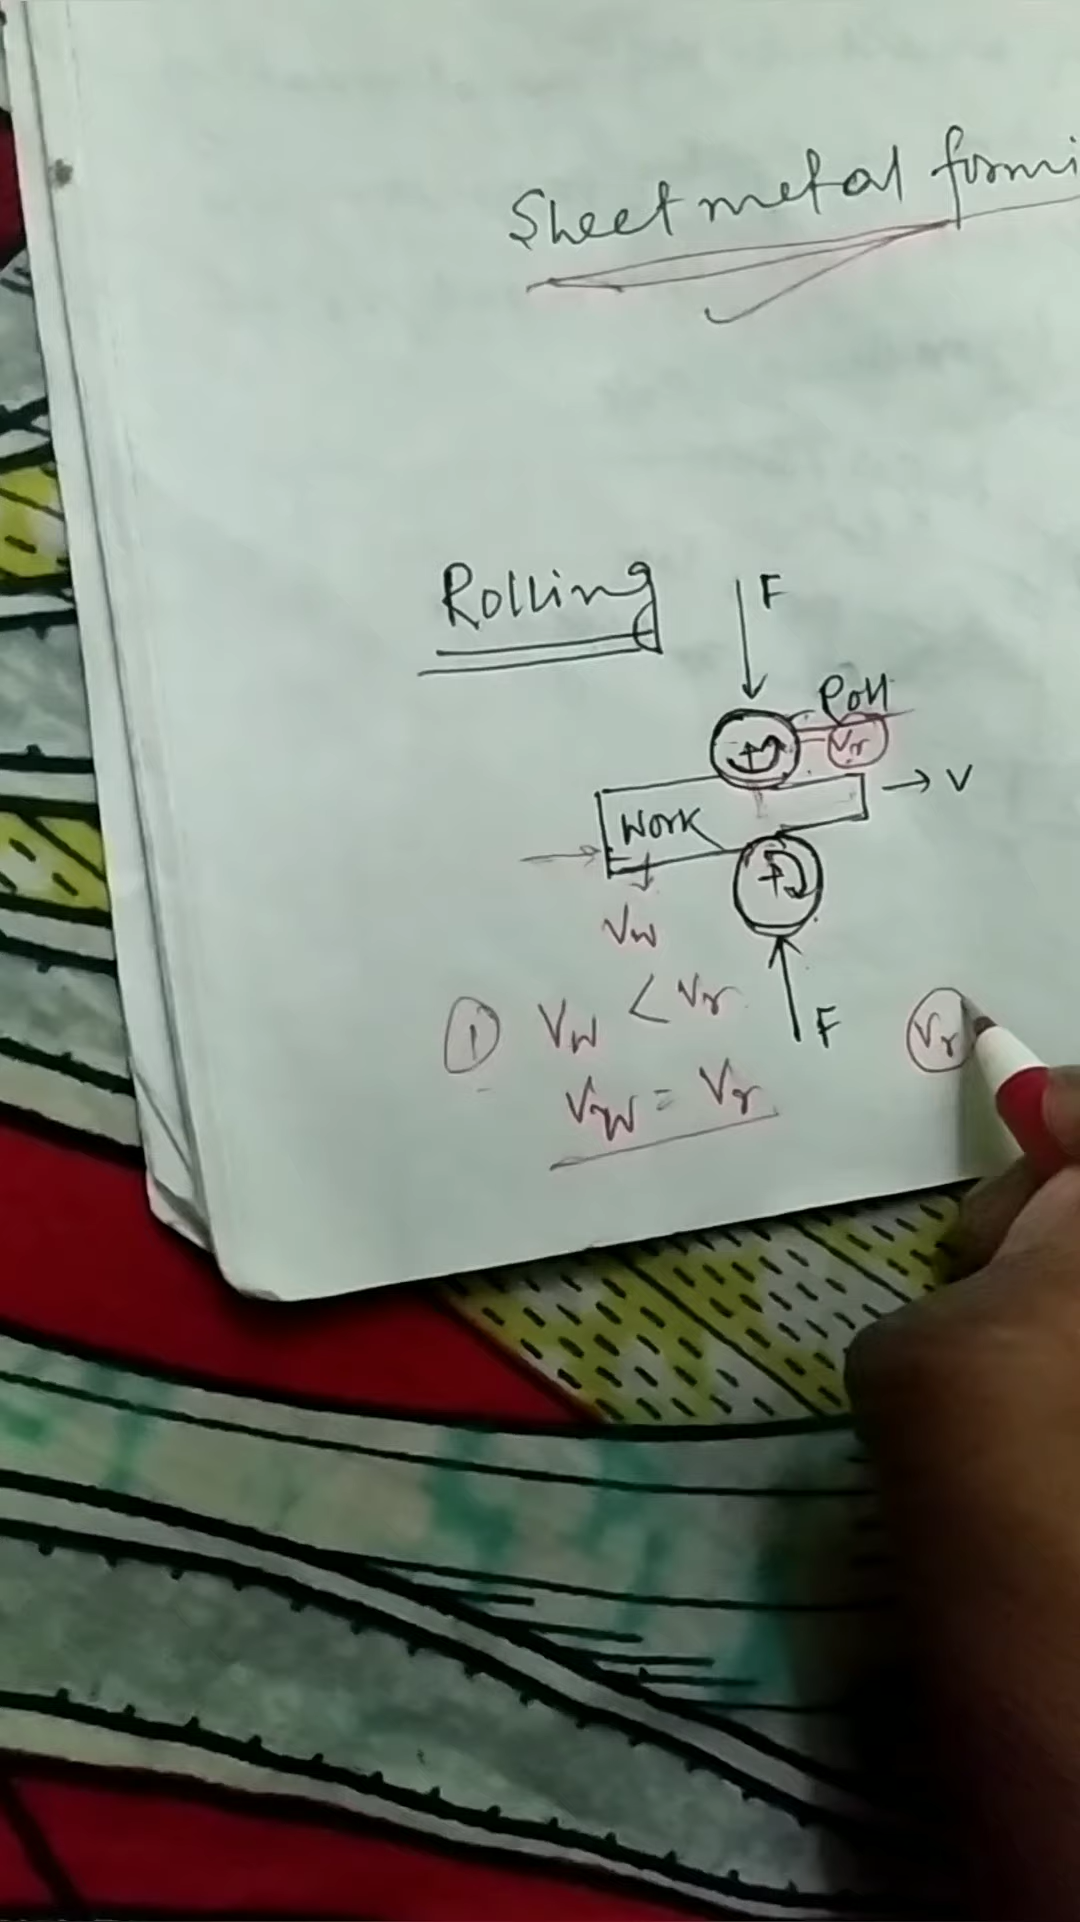 Sheet metal formi
Rolling
F
Roll
Vr
Work
→ V
Vw
① Vw < Vr
F
Vr
Vw = Vr